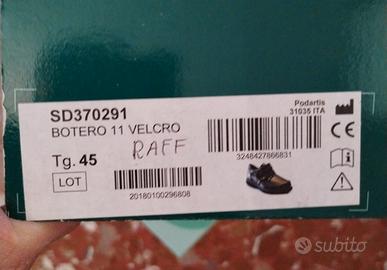 SD370291
BOTERO 11 VELCRO
RAFF
Tg. 45
LOT
20180100296808
3248427866831
Podartis
31035 ITA
CE
i
subito